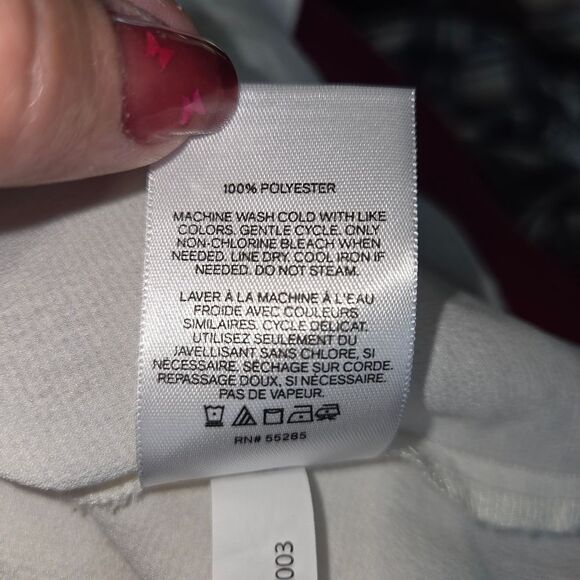 100% POLYESTER
MACHINE WASH COLD WITH LIKE
COLORS. GENTLE CYCLE. ONLY
NON-CHLORINE BLEACH WHEN
NEEDED. LINE DRY. COOL IRON IF
NEEDED. DO NOT STEAM.
LAVER À LA MACHINE À L'EAU
FROIDE AVEC COULEURS
SIMILAIRES. CYCLE DÉLICAT.
UTILISEZ SEULEMENT DU
JAVELLISANT SANS CHLORE, SI
NÉCESSAIRE. SÉCHAGE SUR CORDE.
REPASSAGE DOUX, SI NÉCESSAIRE.
PAS DE VAPEUR.
RN# 55285
003